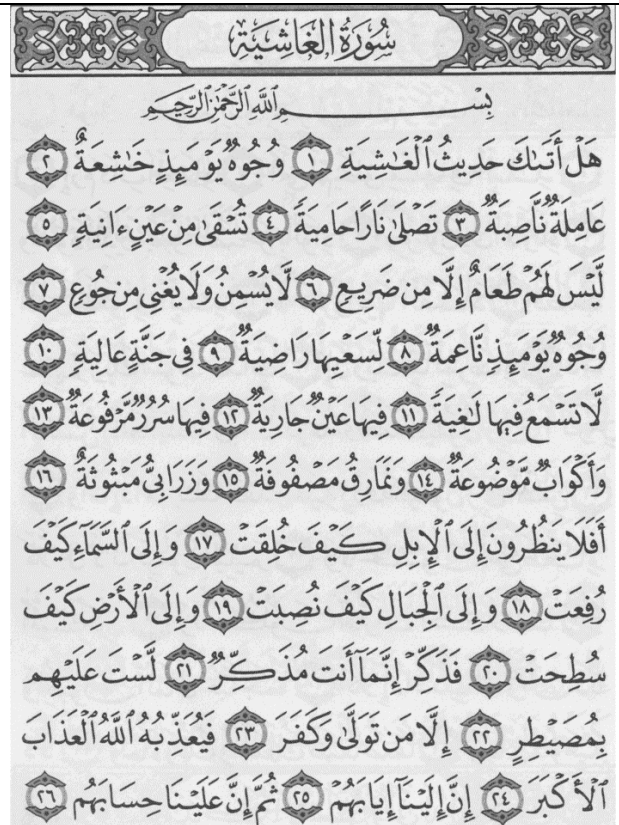 سُورَةُ الغَاشِيَةِ
بِسْمِ اللَّهِ الرَّحْمَٰنِ الرَّحِيمِ
هَلْ أَتَىٰكَ حَدِيثُ ٱلْغَٰشِيَةِ ١ وُجُوهٌ يَوْمَئِذٍ خَٰشِعَةٌ ٢
عَامِلَةٌ نَّاصِبَةٌ ٣ تَصْلَىٰ نَارًا حَامِيَةً ٤ تُسْقَىٰ مِنْ عَيْنٍ ءَانِيَةٍ ٥
لَّيْسَ لَهُمْ طَعَامٌ إِلَّا مِن ضَرِيعٍ ٦ لَّا يُسْمِنُ وَلَا يُغْنِى مِن جُوعٍ ٧
وُجُوهٌ يَوْمَئِذٍ نَّاعِمَةٌ ٨ لِّسَعْيِهَا رَاضِيَةٌ ٩ فِى جَنَّةٍ عَالِيَةٍ ١٠
لَّا تَسْمَعُ فِيهَا لَٰغِيَةً ١١ فِيهَا عَيْنٌ جَارِيَةٌ ١٢ فِيهَا سُرُرٌ مَّرْفُوعَةٌ ١٣
وَأَكْوَابٌ مَّوْضُوعَةٌ ١٤ وَنَمَارِقُ مَصْفُوفَةٌ ١٥ وَزَرَابِىُّ مَبْثُوثَةٌ ١٦
أَفَلَا يَنظُرُونَ إِلَى ٱلْإِبِلِ كَيْفَ خُلِقَتْ ١٧ وَإِلَى ٱلسَّمَآءِ كَيْفَ
رُفِعَتْ ١٨ وَإِلَى ٱلْجِبَالِ كَيْفَ نُصِبَتْ ١٩ وَإِلَى ٱلْأَرْضِ كَيْفَ
سُطِحَتْ ٢٠ فَذَكِّرْ إِنَّمَآ أَنتَ مُذَكِّرٌ ٢١ لَّسْتَ عَلَيْهِم
بِمُصَيْطِرٍ ٢٢ إِلَّا مَن تَوَلَّىٰ وَكَفَرَ ٢٣ فَيُعَذِّبُهُ ٱللَّهُ ٱلْعَذَابَ
ٱلْأَكْبَرَ ٢٤ إِنَّ إِلَيْنَآ إِيَابَهُمْ ٢٥ ثُمَّ إِنَّ عَلَيْنَا حِسَابَهُم ٢٦